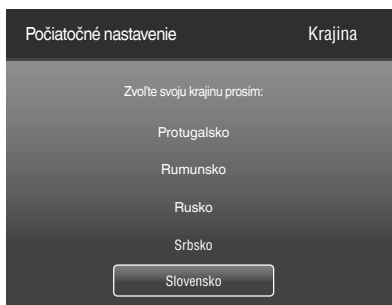 Počiatočné nastavenie Krajina
Zvoľte svoju krajinu prosím:
Protugalsko
Rumunsko
Rusko
Srbsko
Slovensko